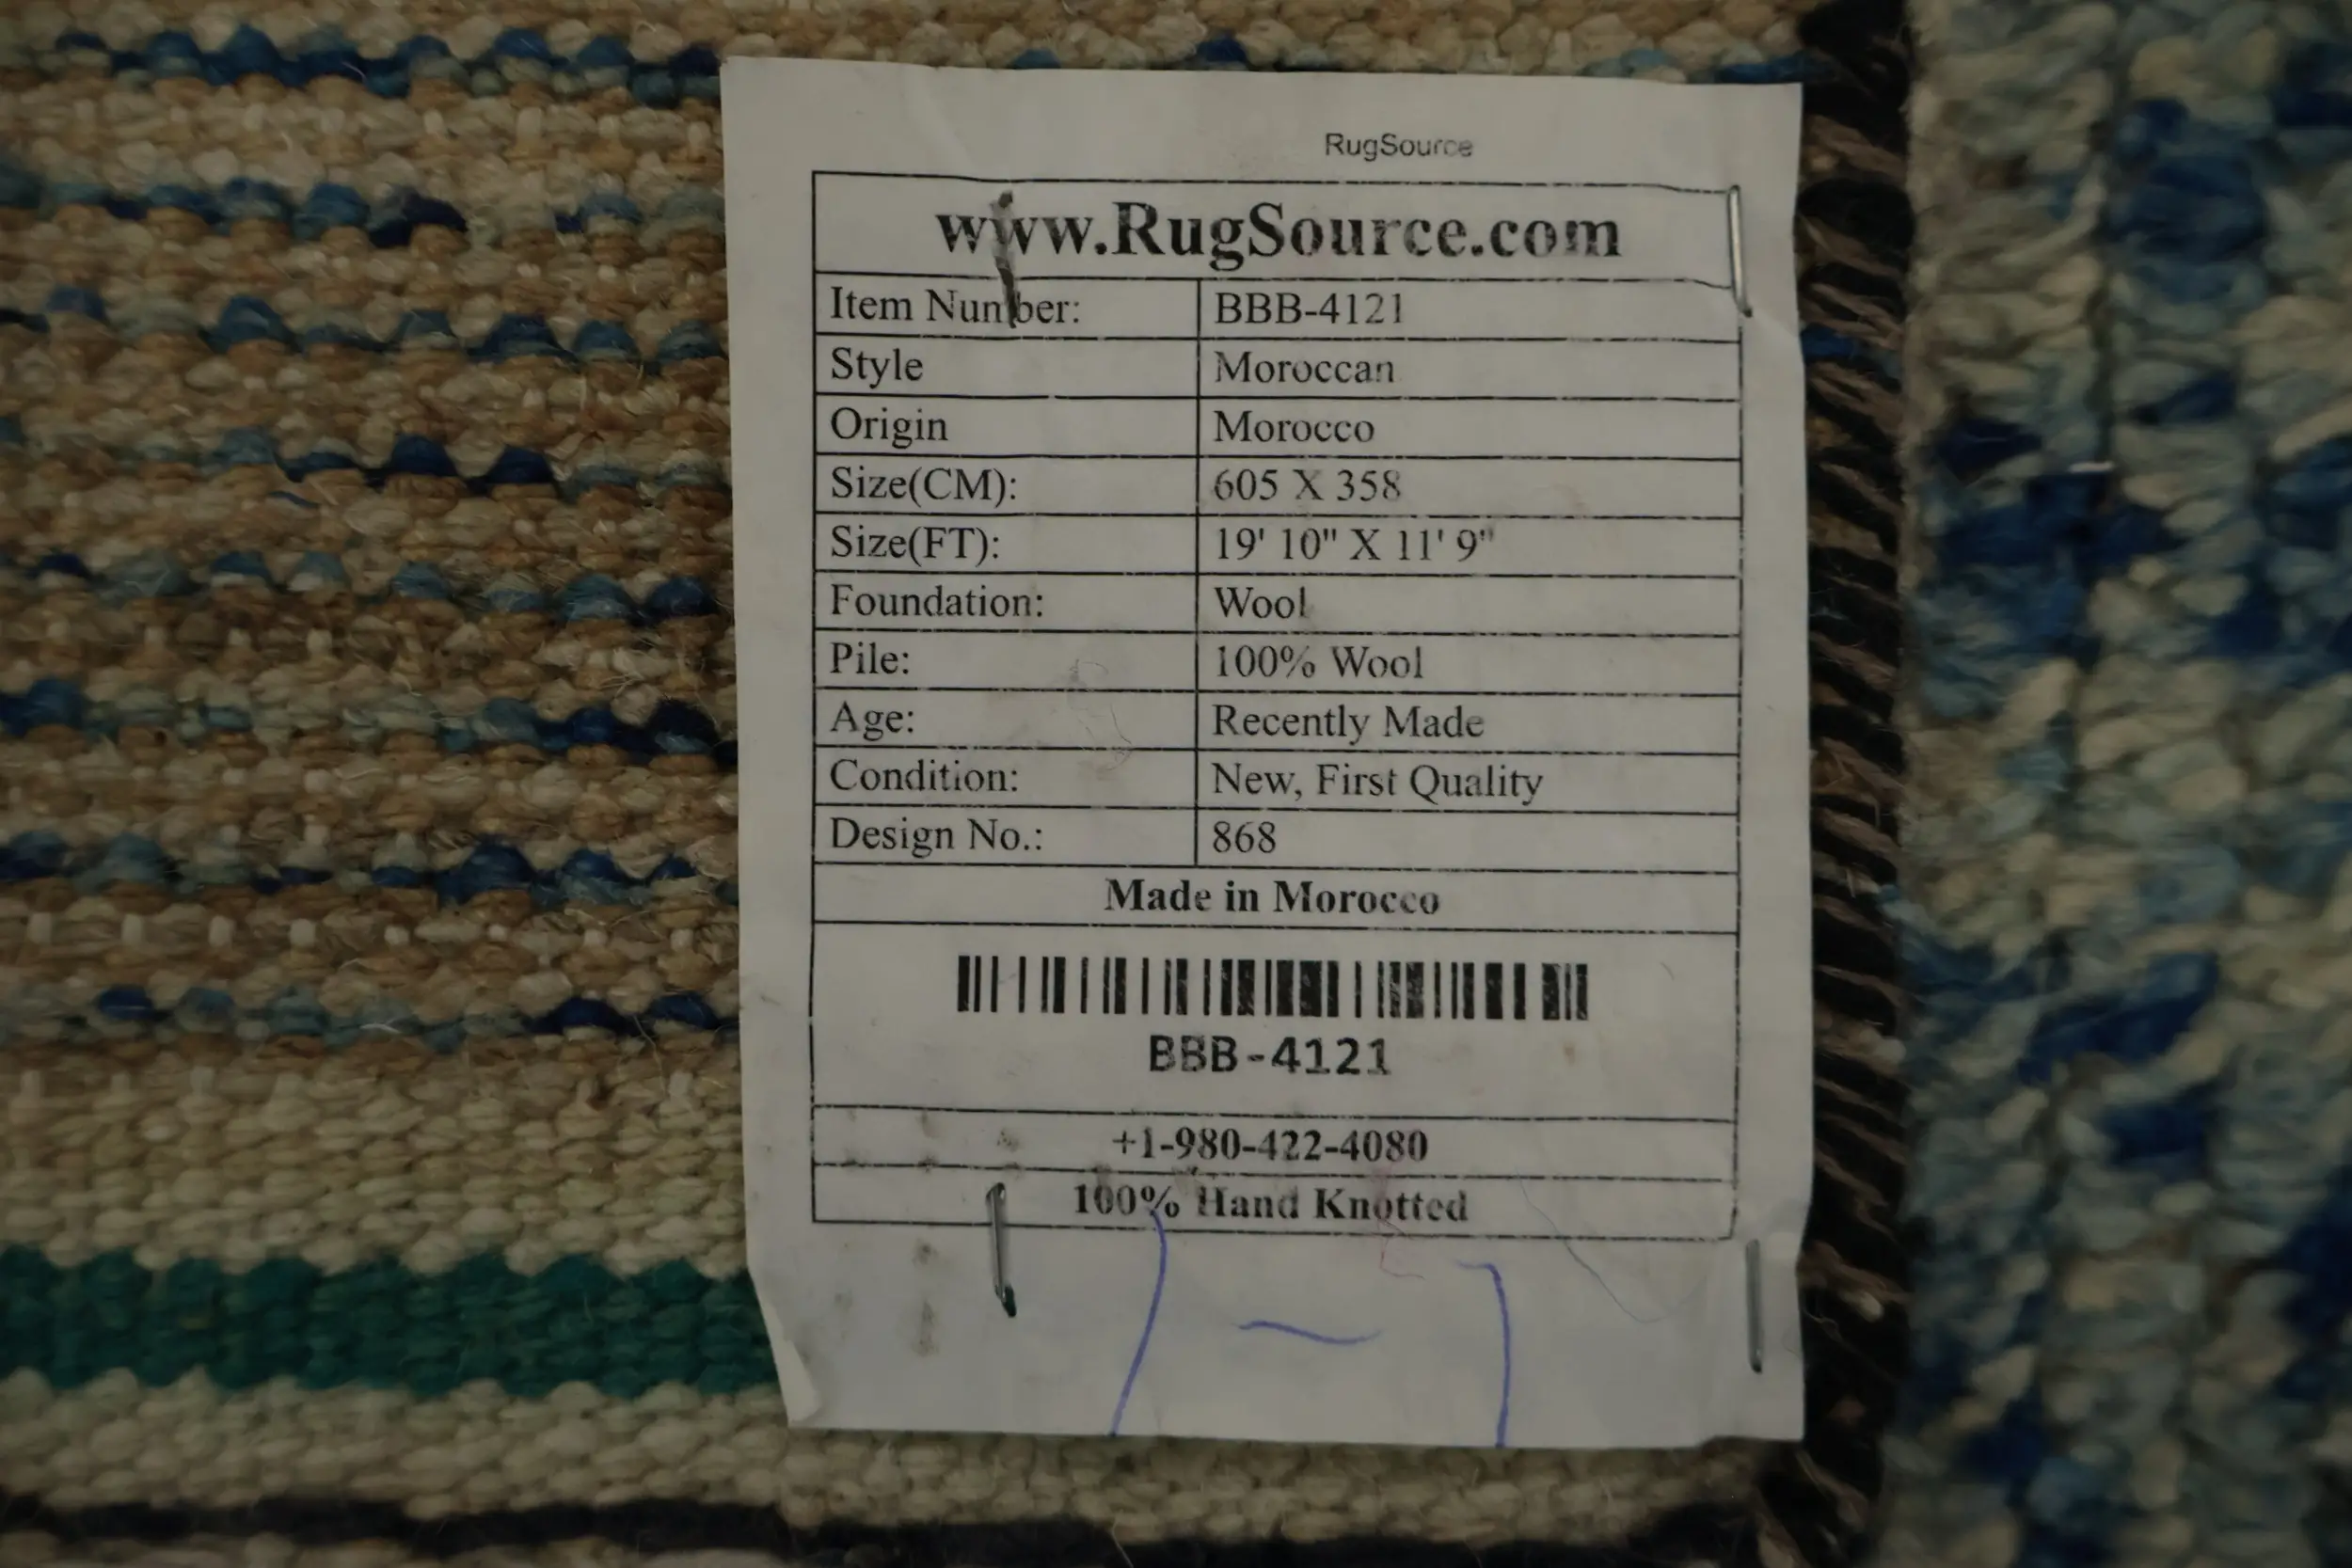 RugSource
www.RugSource.com
Item Number: BBB-4121
Style Moroccan
Origin Morocco
Size(CM): 605 X 358
Size(FT): 19' 10" X 11' 9"
Foundation: Wool
Pile: 100% Wool
Age: Recently Made
Condition: New, First Quality
Design No.: 868
Made in Morocco
BBB-4121
+1-980-422-4080
100% Hand Knotted
1-1